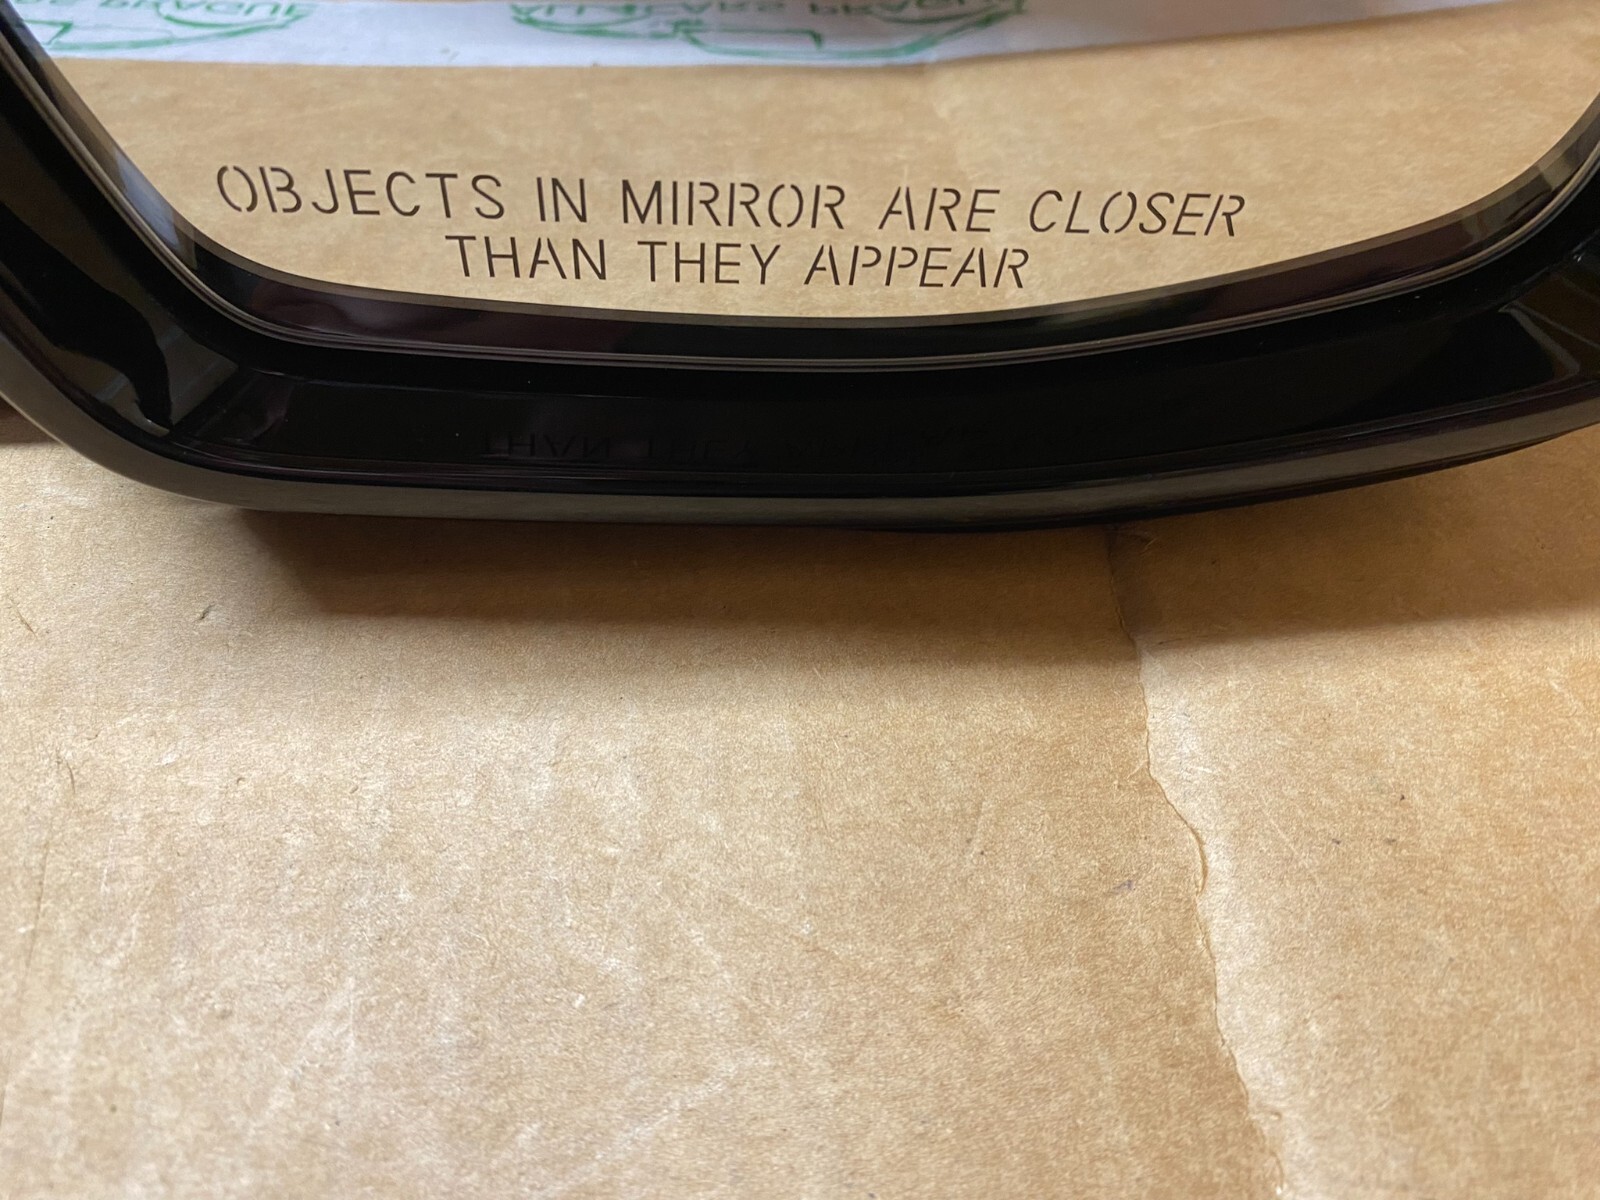 OBJECTS IN MIRROR ARE CLOSER
THAN THEY APPEAR